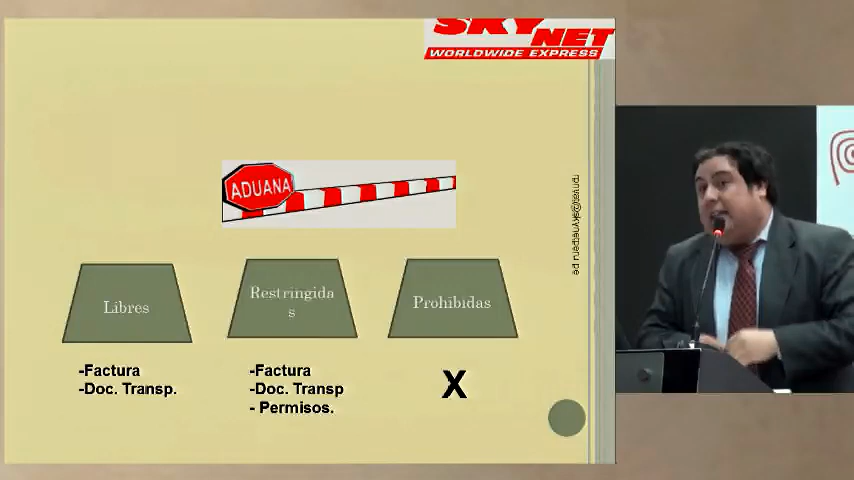 SKYNET
WORLDWIDE EXPRESS
ADUANA
Libres
Restringida
s
Prohibidas
-Factura
-Doc. Transp.
-Factura
-Doc. Transp
- Permisos.
X